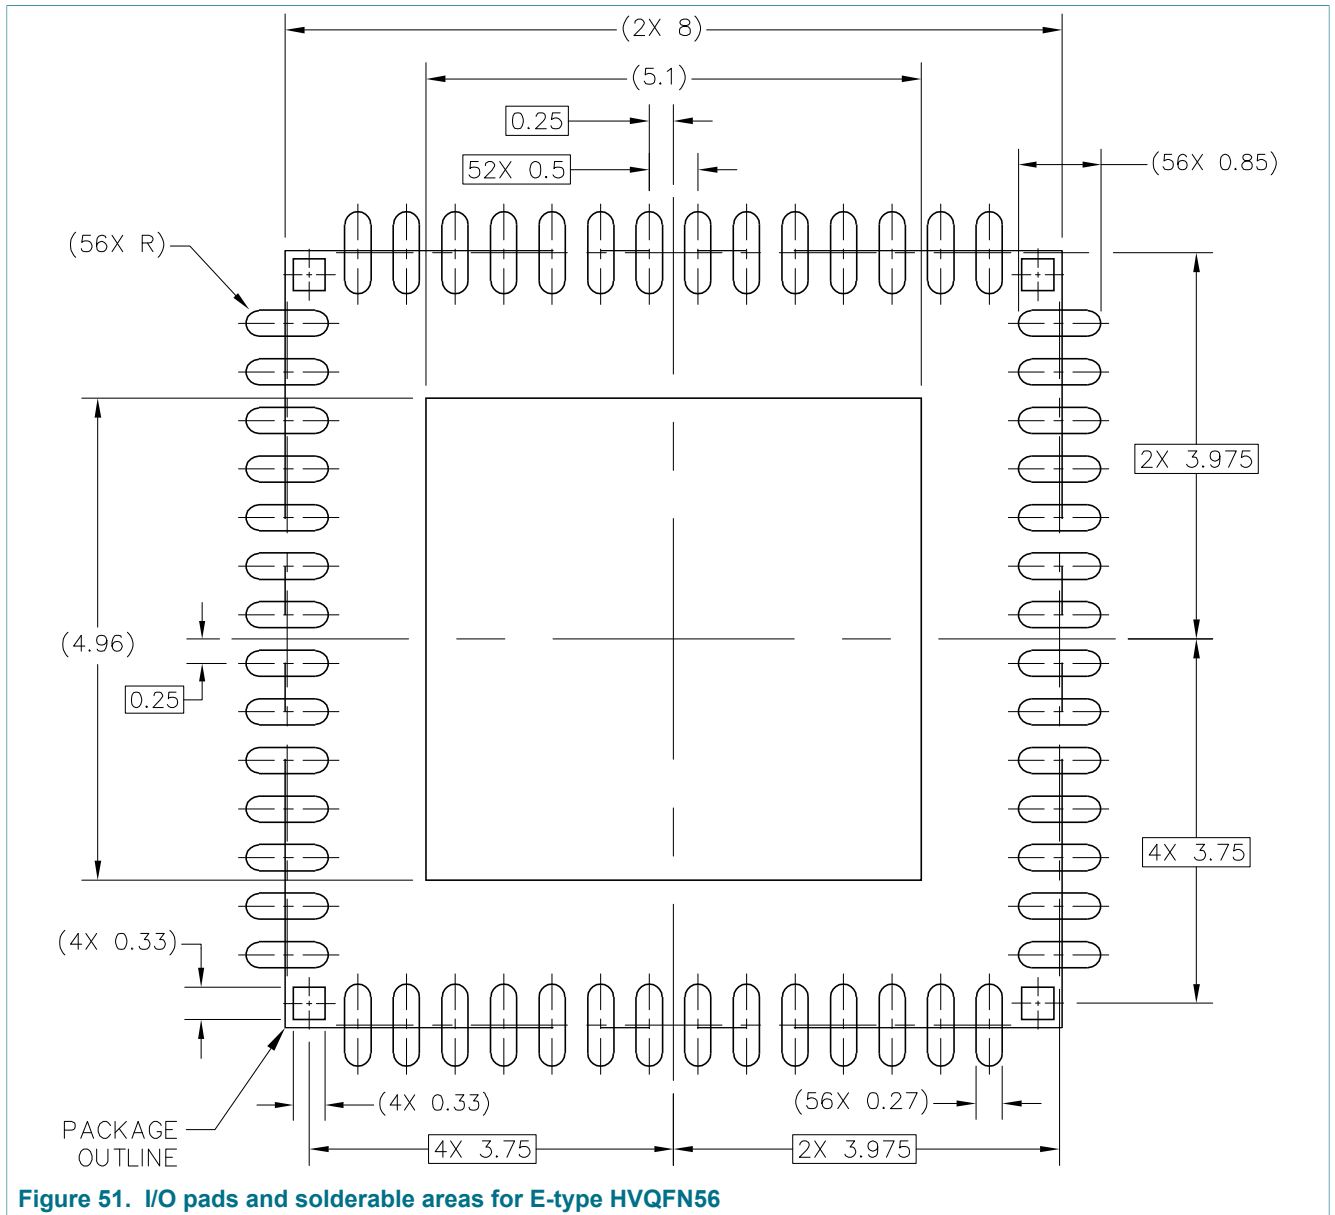 (2X 8)
(5.1)
0.25
52X 0.5
(56X 0.85)
(56X R)
2X 3.975
(4.96)
0.25
4X 3.75
(4X 0.33)
(4X 0.33)
(56X 0.27)
PACKAGE
OUTLINE
4X 3.75
2X 3.975
Figure 51. I/O pads and solderable areas for E-type HVQFN56